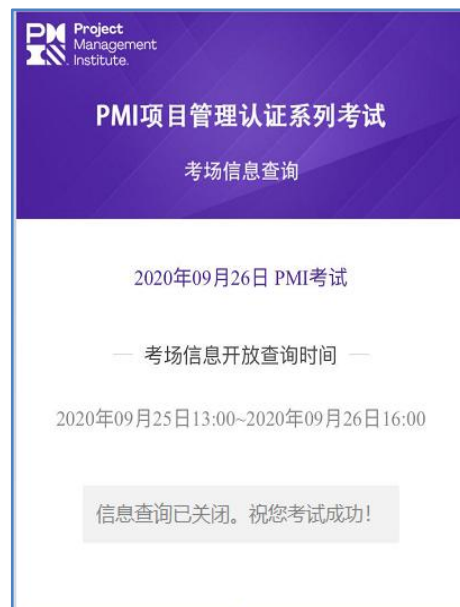 Project
Management
Institute.
PMI项目管理认证系列考试
考场信息查询
2020年09月26日 PMI考试
考场信息开放查询时间
2020年09月25日13:00~2020年09月26日16:00
信息查询已关闭。祝您考试成功！